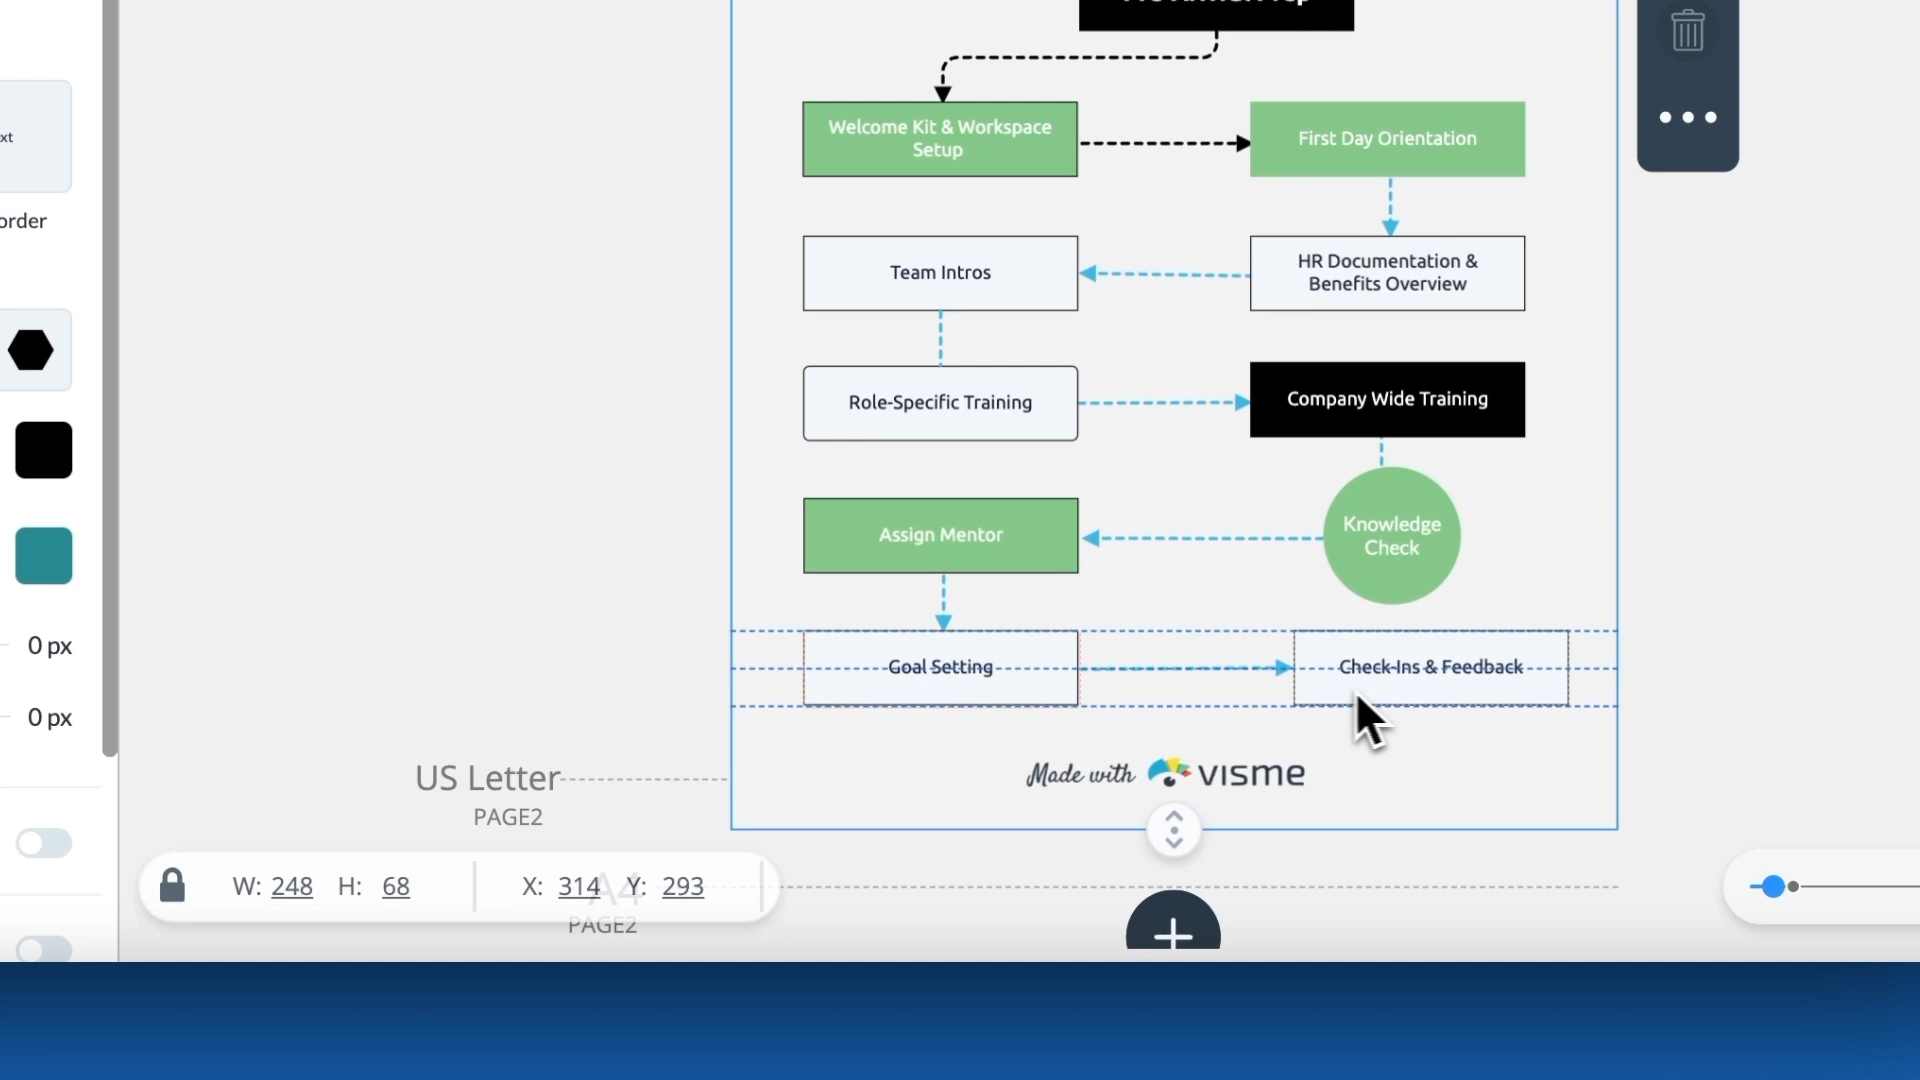 Welcome Kit & Workspace
Setup
First Day Orientation
xt
order
Team Intros
HR Documentation &
Benefits Overview
Role-Specific Training
Company Wide Training
Assign Mentor
Knowledge
Check
0 px
Goal Setting
Check-Ins & Feedback
0 px
US Letter
PAGE2
Made with VISME
W: 248 H: 68 X: 314 Y: 293
A4
PAGE2